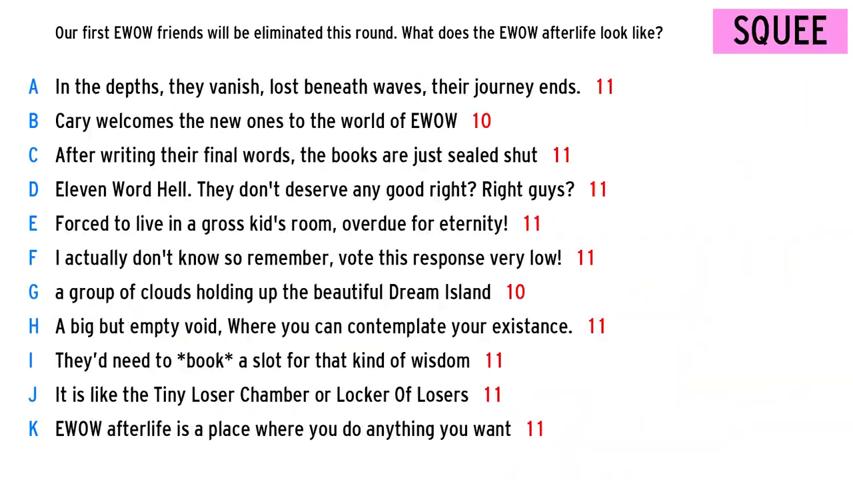 Our first EWOW friends will be eliminated this round. What does the EWOW afterlife look like?
SQUEE
A In the depths, they vanish, lost beneath waves, their journey ends. 11
B Cary welcomes the new ones to the world of EWOW 10
C After writing their final words, the books are just sealed shut 11
D Eleven Word Hell. They don't deserve any good right? Right guys? 11
E Forced to live in a gross kid's room, overdue for eternity! 11
F I actually don't know so remember, vote this response very low! 11
G a group of clouds holding up the beautiful Dream Island 10
H A big but empty void, Where you can contemplate your existance. 11
I They'd need to *book* a slot for that kind of wisdom 11
J It is like the Tiny Loser Chamber or Locker Of Losers 11
K EWOW afterlife is a place where you do anything you want 11